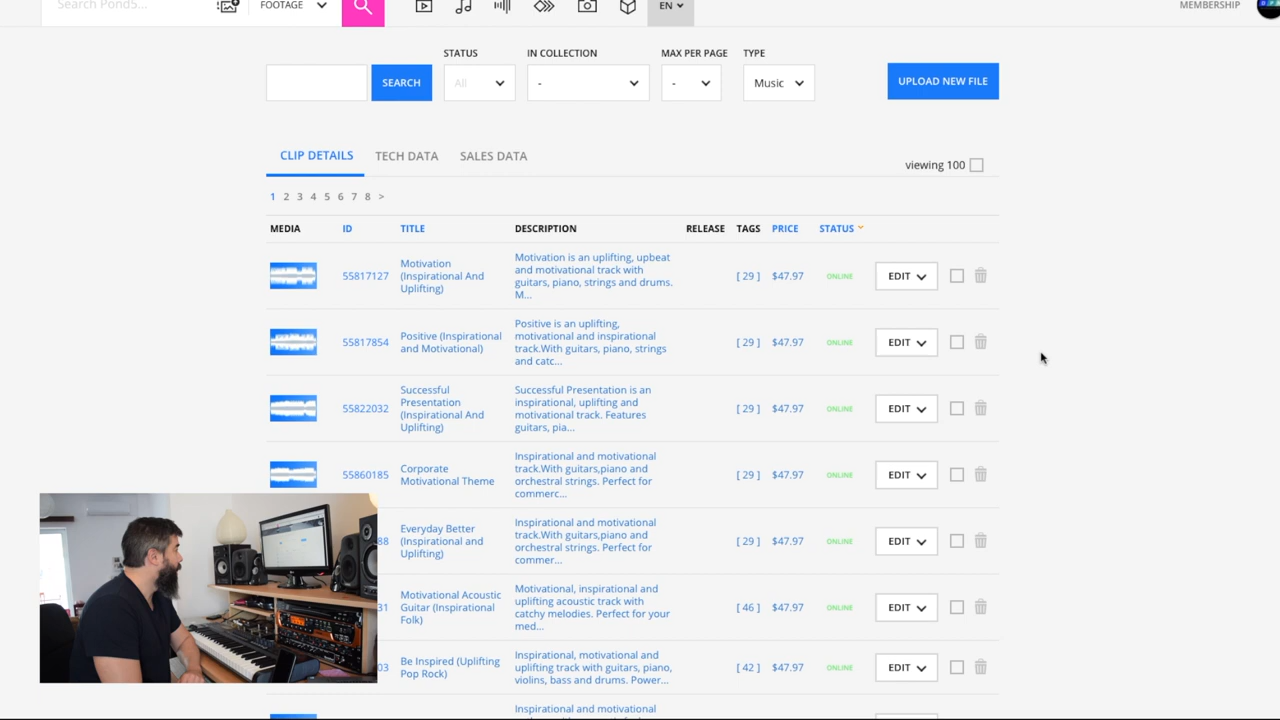 Search Pond5... FOOTAGE EN MEMBERSHIP
STATUS IN COLLECTION MAX PER PAGE TYPE
SEARCH All - - Music UPLOAD NEW FILE
CLIP DETAILS TECH DATA SALES DATA viewing 100
1 2 3 4 5 6 7 8 >
MEDIA ID TITLE DESCRIPTION RELEASE TAGS PRICE STATUS
55817127
Motivation
(Inspirational And
Uplifting)
Motivation is an uplifting, upbeat
and motivational track with
guitars, piano, strings and drums.
M...
[ 29 ] $47.97 ONLINE EDIT
55817854
Positive (Inspirational
and Motivational)
Positive is an uplifting,
motivational and inspirational
track.With guitars, piano, strings
and catc...
[ 29 ] $47.97 ONLINE EDIT
55822032
Successful
Presentation
(Inspirational And
Uplifting)
Successful Presentation is an
inspirational, uplifting and
motivational track. Features
guitars, pia...
[ 29 ] $47.97 ONLINE EDIT
55860185
Corporate
Motivational Theme
Inspirational and motivational
track.With guitars,piano and
orchestral strings. Perfect for
commerc...
[ 29 ] $47.97 ONLINE EDIT
88
Everyday Better
(Inspirational and
Uplifting)
Inspirational and motivational
track.With guitars,piano and
orchestral strings. Perfect for
commer...
[ 29 ] $47.97 ONLINE EDIT
31
Motivational Acoustic
Guitar (Inspirational
Folk)
Motivational, inspirational and
uplifting acoustic track with
catchy melodies. Perfect for your
med...
[ 46 ] $47.97 ONLINE EDIT
03
Be Inspired (Uplifting
Pop Rock)
Inspirational, motivational and
uplifting track with guitars, piano,
violins, bass and drums. Power...
[ 42 ] $47.97 ONLINE EDIT
Inspirational and motivational